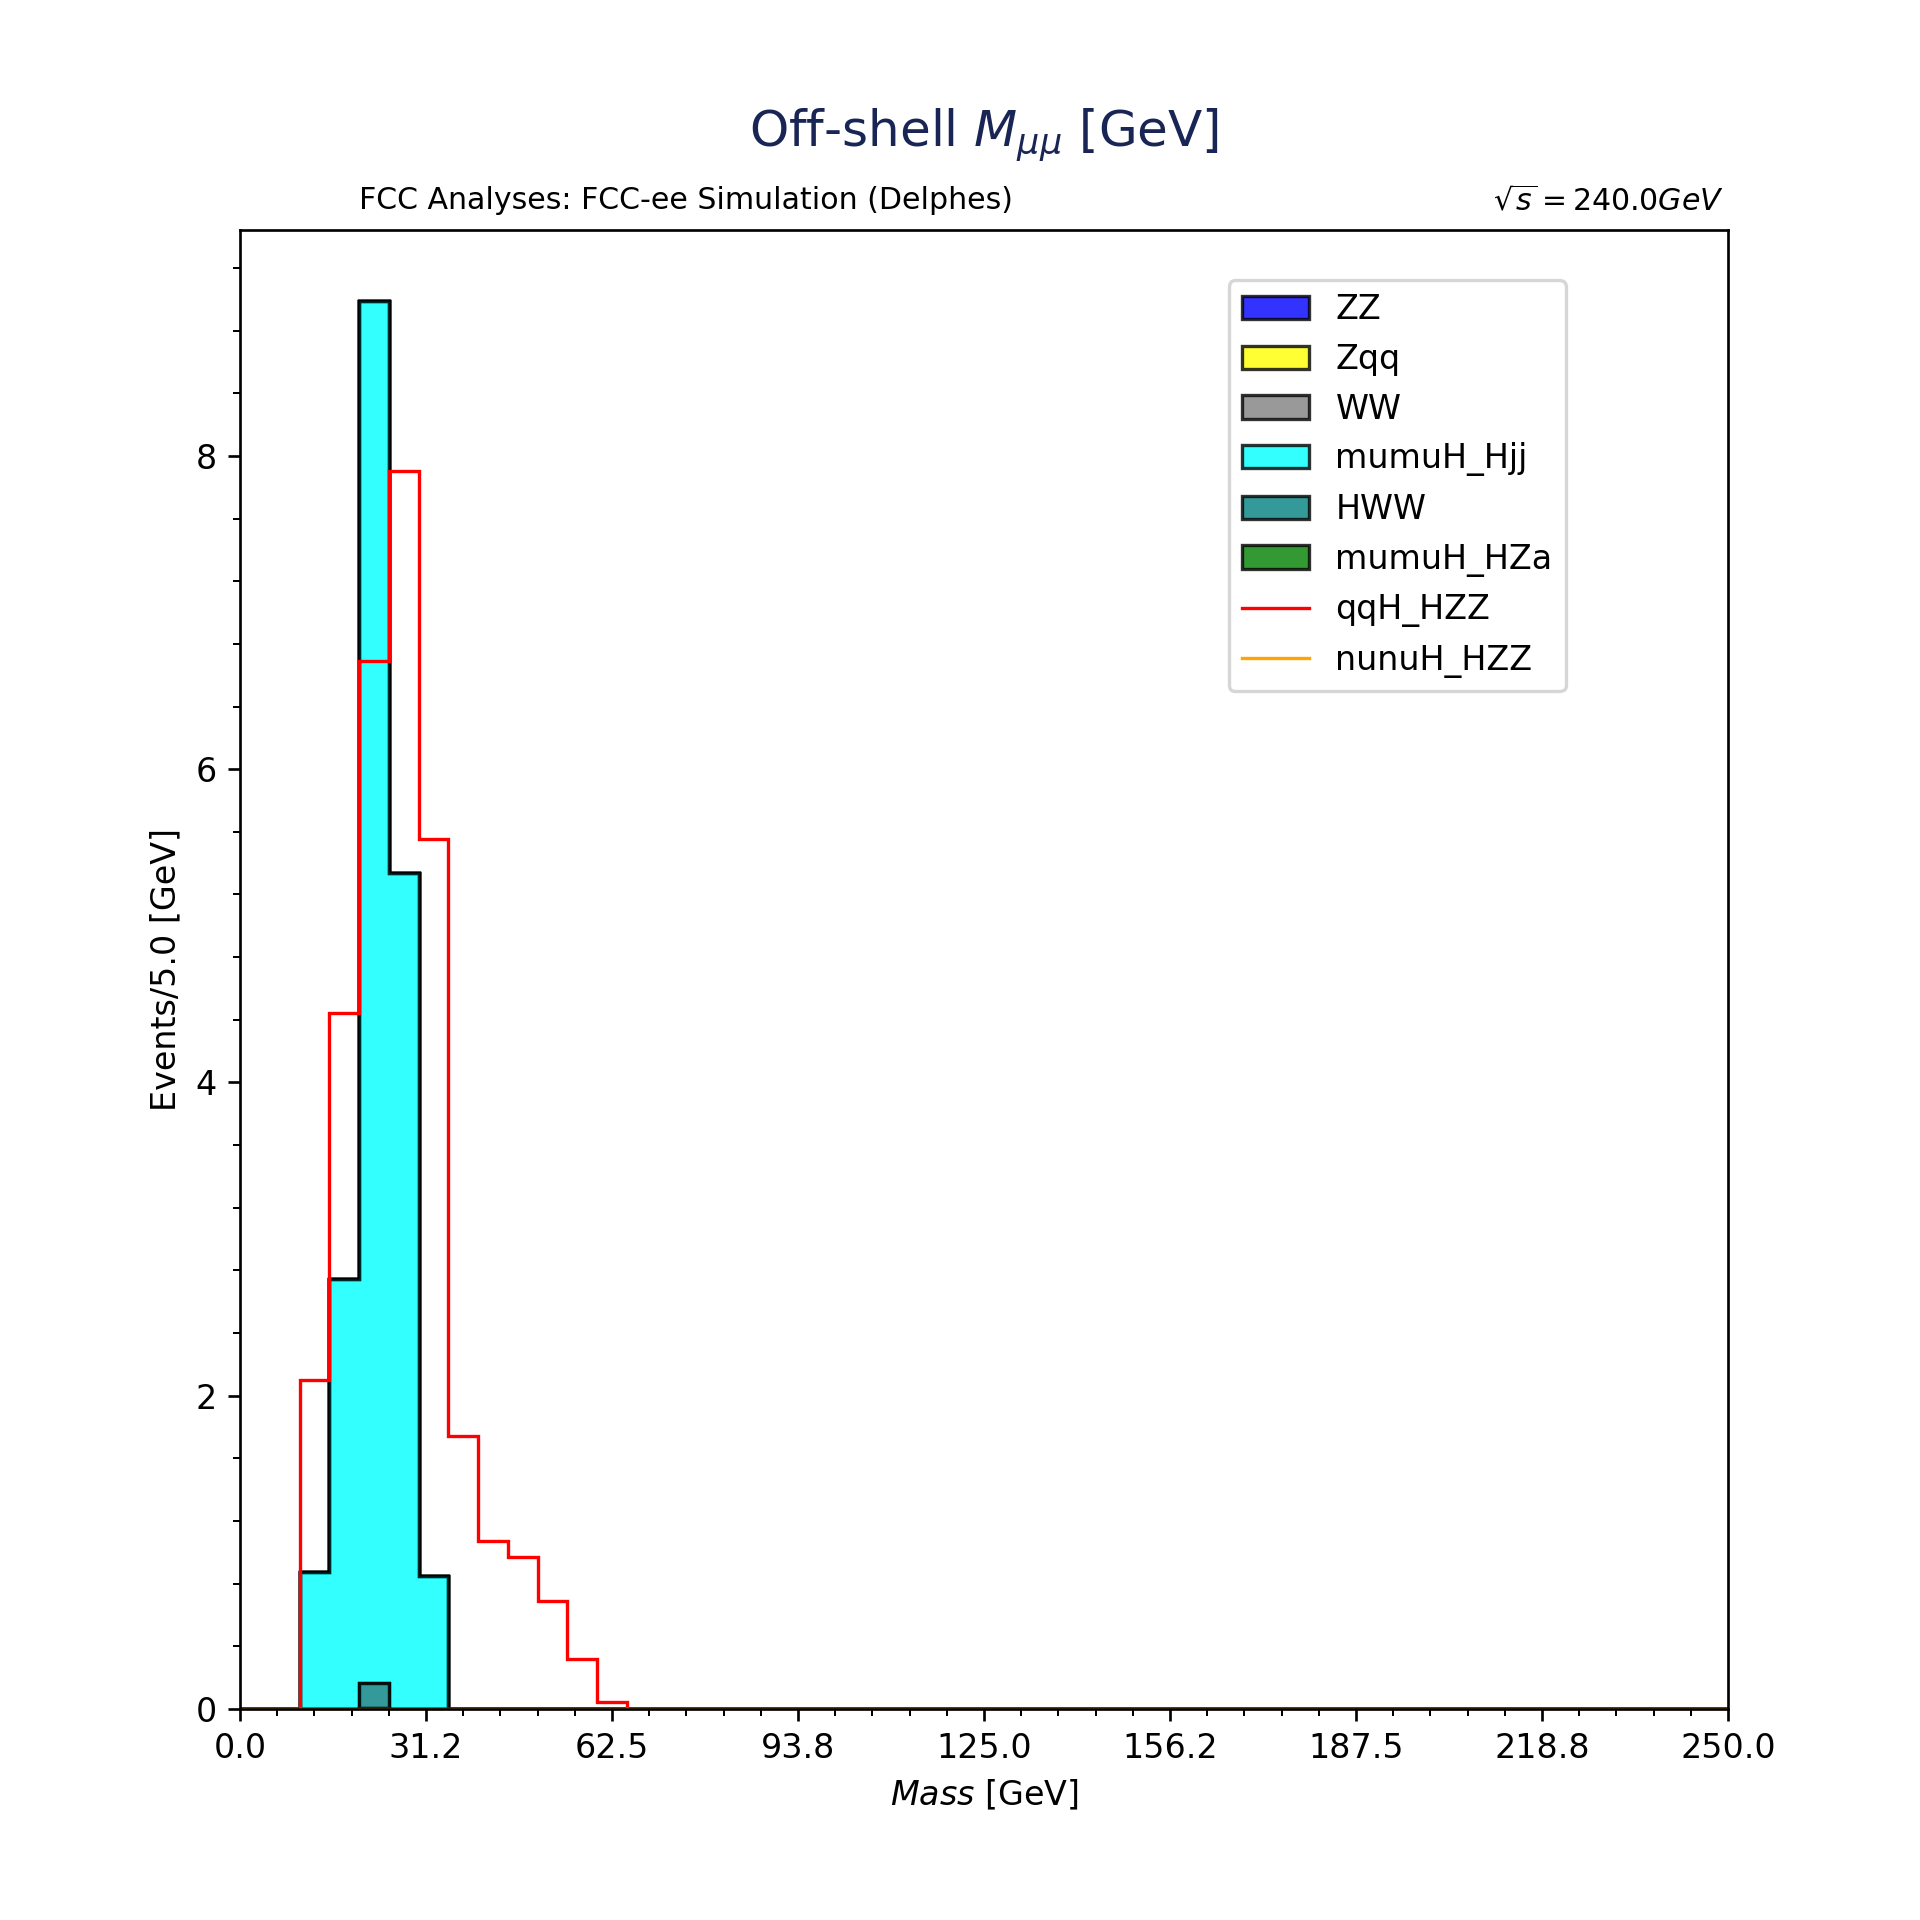 Off-shell $M_{\mu\mu}$ [GeV]
FCC Analyses: FCC-ee Simulation (Delphes)
$\sqrt{s} = 240.0GeV$
ZZ
Zqq
WW
mumuH_Hjj
HWW
mumuH_HZa
qqH_HZZ
nunuH_HZZ
8
6
4
2
0
Events/5.0 [GeV]
0.0 31.2 62.5 93.8 125.0 156.2 187.5 218.8 250.0
Mass [GeV]